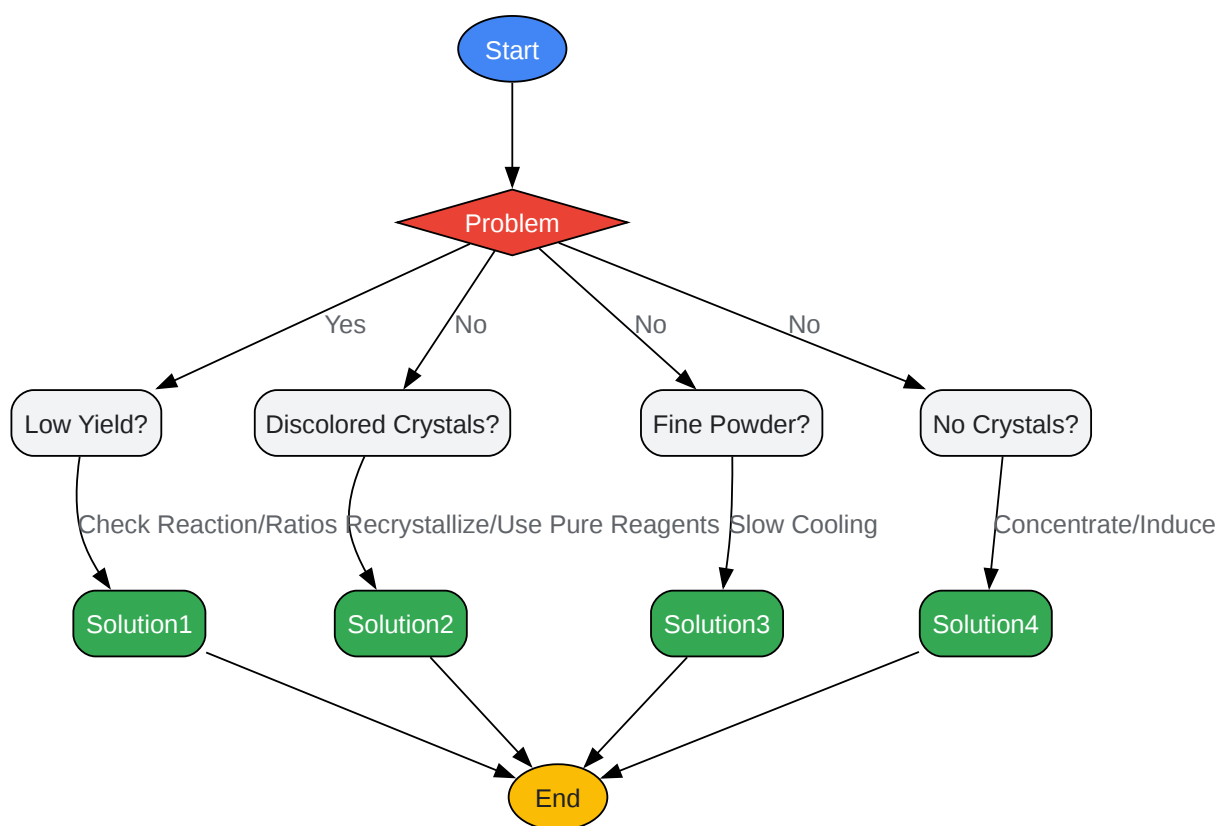 Start
Problem
Yes
No
No
No
Low Yield?
Discolored Crystals?
Fine Powder?
No Crystals?
Check Reaction/Ratios
Recrystallize/Use Pure Reagents
Slow Cooling
Concentrate/Induce
Solution1
Solution2
Solution3
Solution4
End